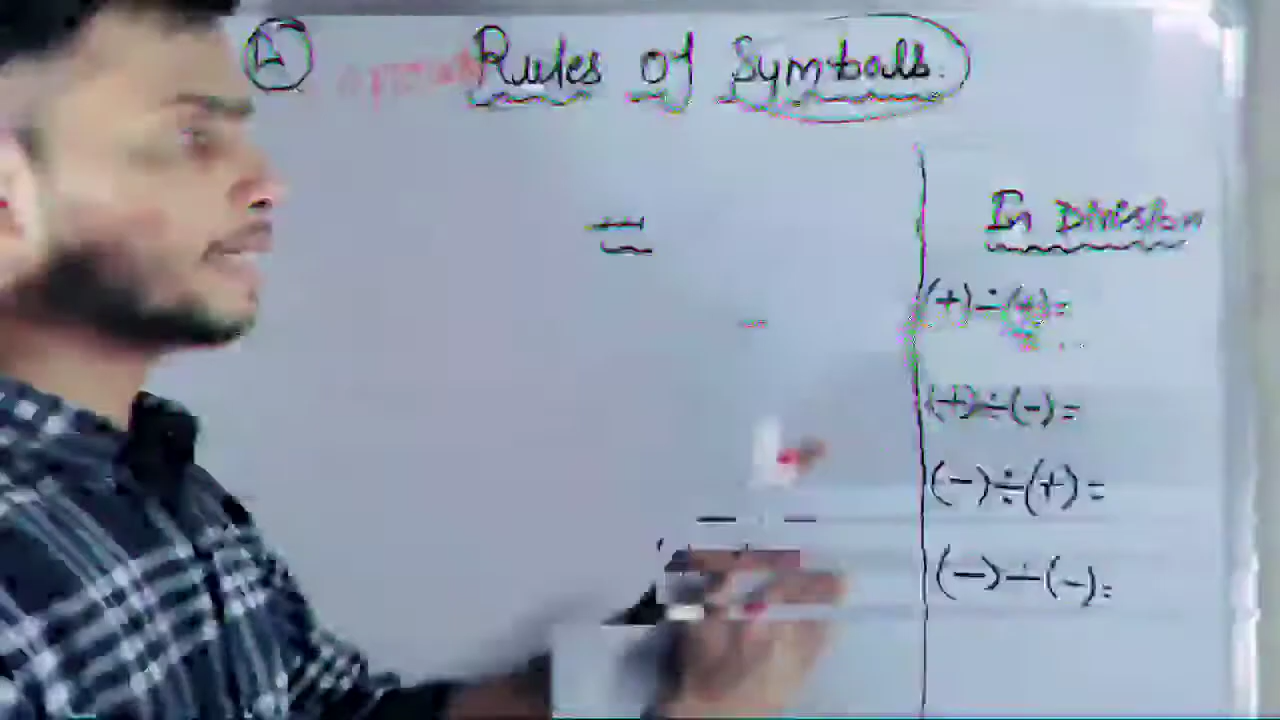 Rules of Symbols.
In Division
(+)÷(+)=
(+)÷(-)=
(-)÷(+)=
(-)÷(-)=